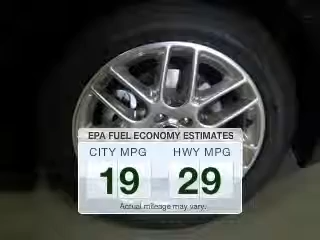 EPA FUEL ECONOMY ESTIMATES
CITY MPG HWY MPG
19 29
Actual mileage may vary.